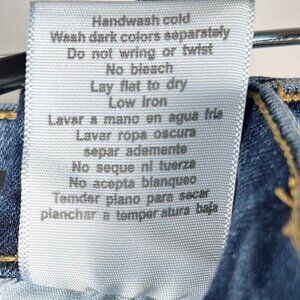 Handwash cold
Wash dark colors separately
Do not wring or twist
No bleach
Lay flat to dry
Low iron
Lavar a mano en agua fria
Lavar ropa oscura
separ ademente
No seque ni tuerza
No acepta blanqueo
Temder plano para secar
planchar a temper atura baja